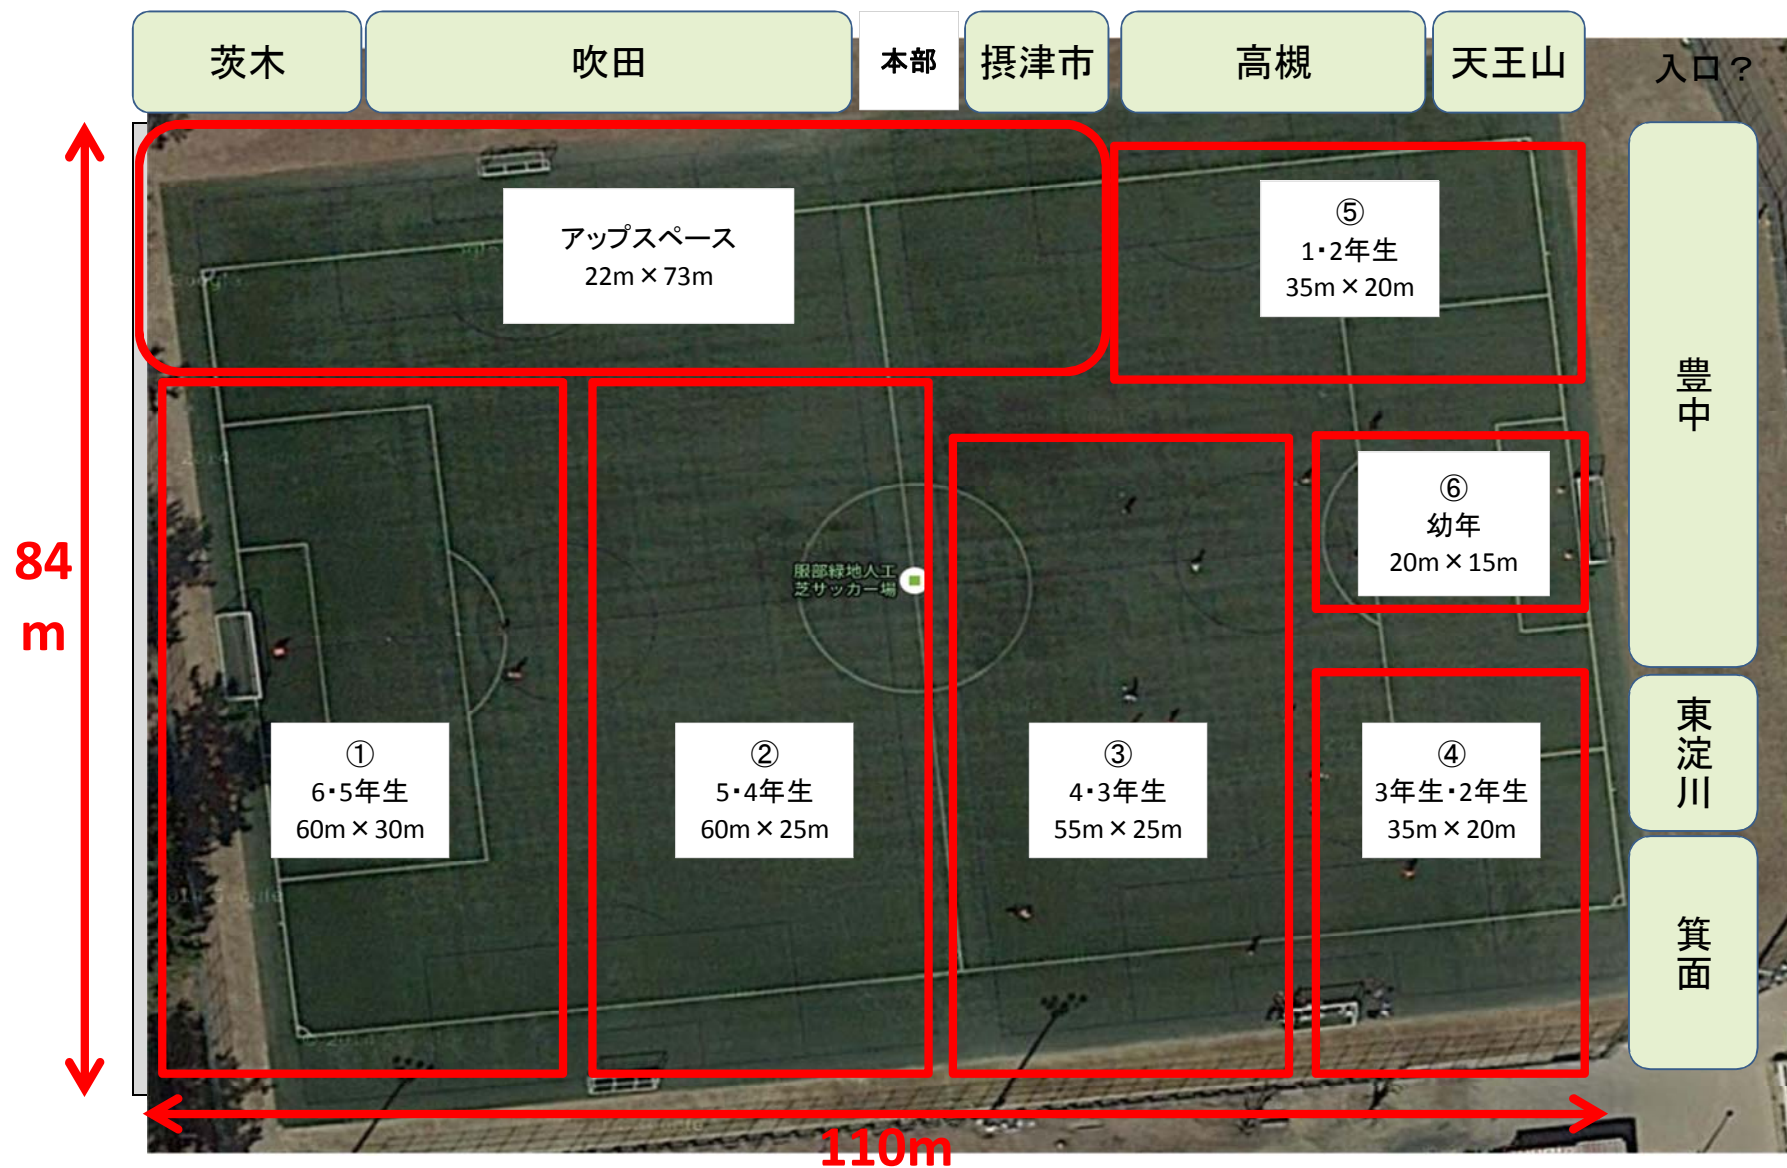 茨木
吹田
本部
摂津市
高槻
天王山
入口？
アップスペース
22m×73m
⑤
1・2年生
35m×20m
豊中
⑥
幼年
20m×15m
84
m
服部緑地人工
芝サッカー場
①
6・5年生
60m×30m
②
5・4年生
60m×25m
③
4・3年生
55m×25m
④
3年生・2年生
35m×20m
東淀川
箕面
110m